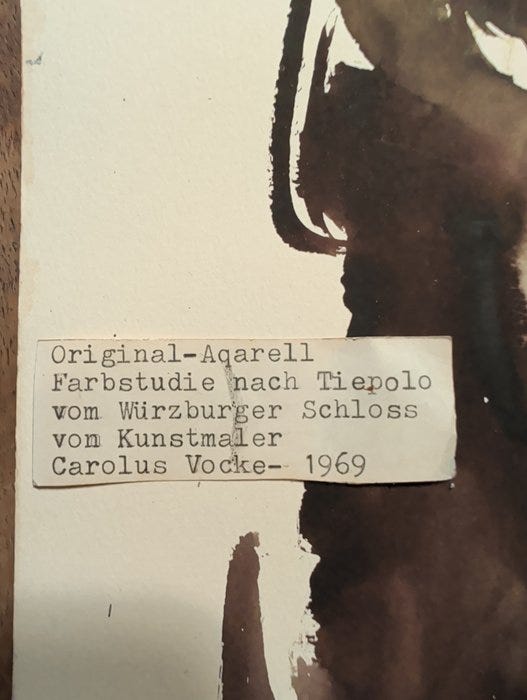 Original-Aqarell
Farbstudie nach Tiepolo
vom Würzburger Schloss
vom Kunstmaler
Carolus Vocke- 1969